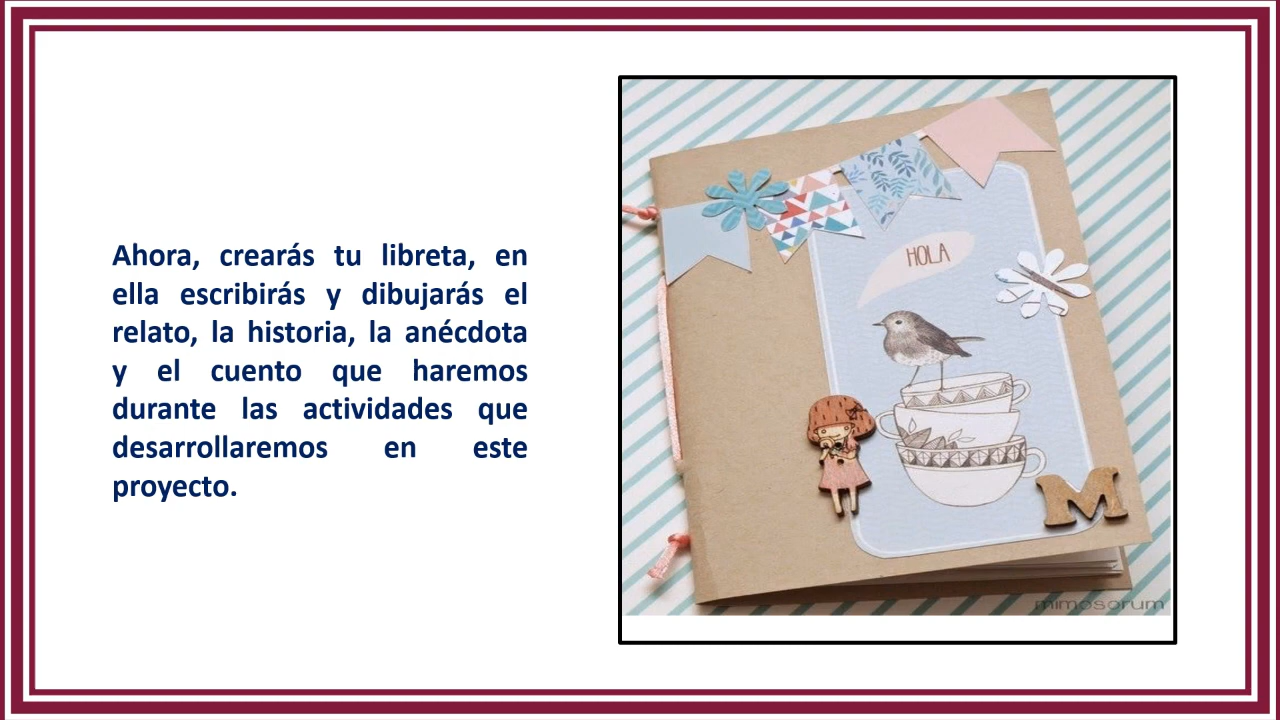 Ahora, crearás tu libreta, en
ella escribirás y dibujarás el
relato, la historia, la anécdota
y el cuento que haremos
durante las actividades que
desarrollaremos en este
proyecto.
HOLA
M
mimosorum